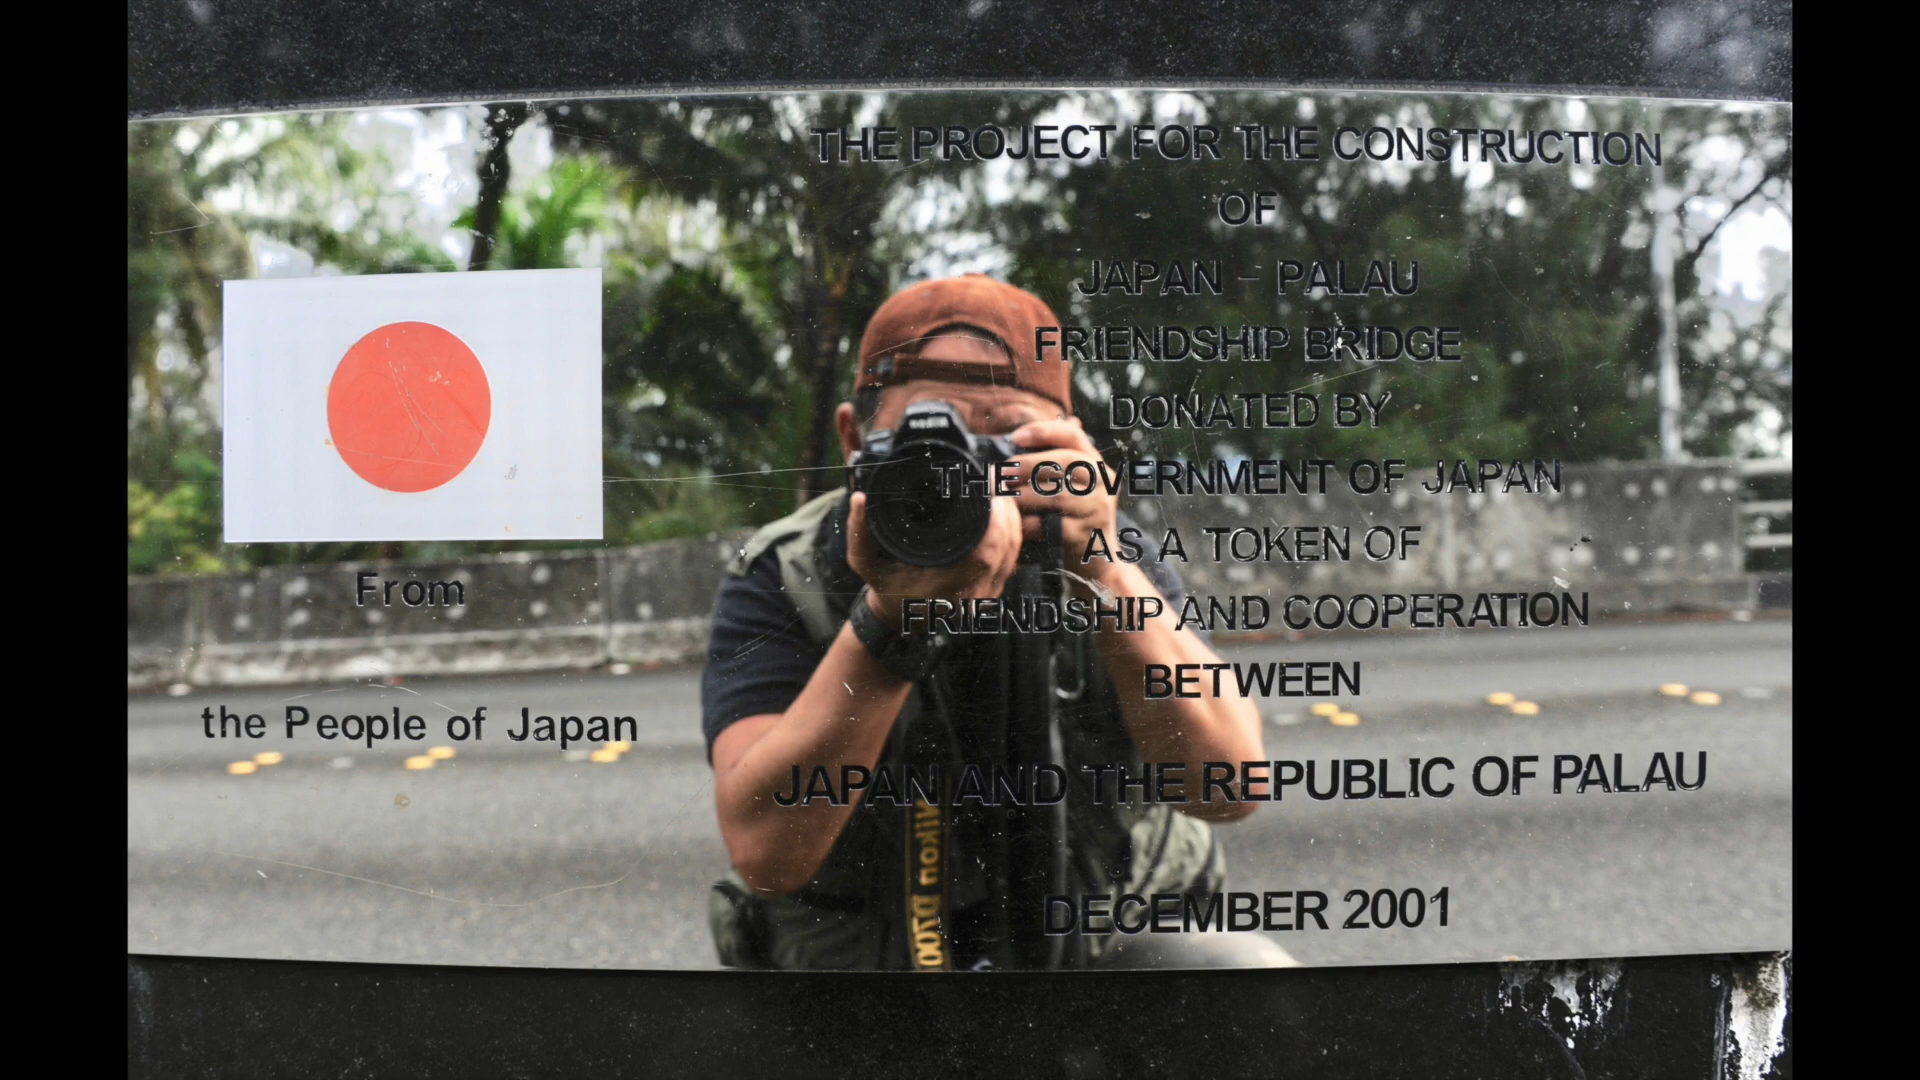 THE PROJECT FOR THE CONSTRUCTION
OF
JAPAN - PALAU
FRIENDSHIP BRIDGE
DONATED BY
THE GOVERNMENT OF JAPAN
AS A TOKEN OF
FRIENDSHIP AND COOPERATION
BETWEEN
JAPAN AND THE REPUBLIC OF PALAU
DECEMBER 2001
From
the People of Japan
Nikon D700